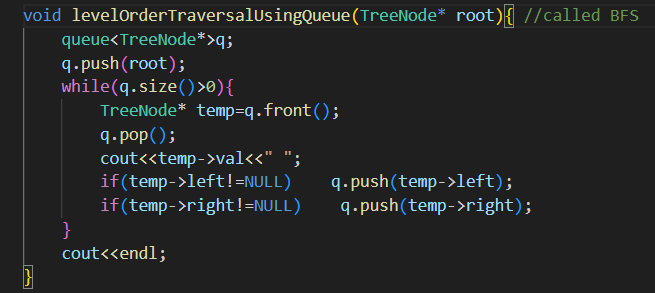 void levelOrderTraversalUsingQueue(TreeNode* root){ //called BFS
    queue<TreeNode*>q;
    q.push(root);
    while(q.size()>0){
        TreeNode* temp=q.front();
        q.pop();
        cout<<temp->val<<" ";
        if(temp->left!=NULL)    q.push(temp->left);
        if(temp->right!=NULL)    q.push(temp->right);
    }
    cout<<endl;
}